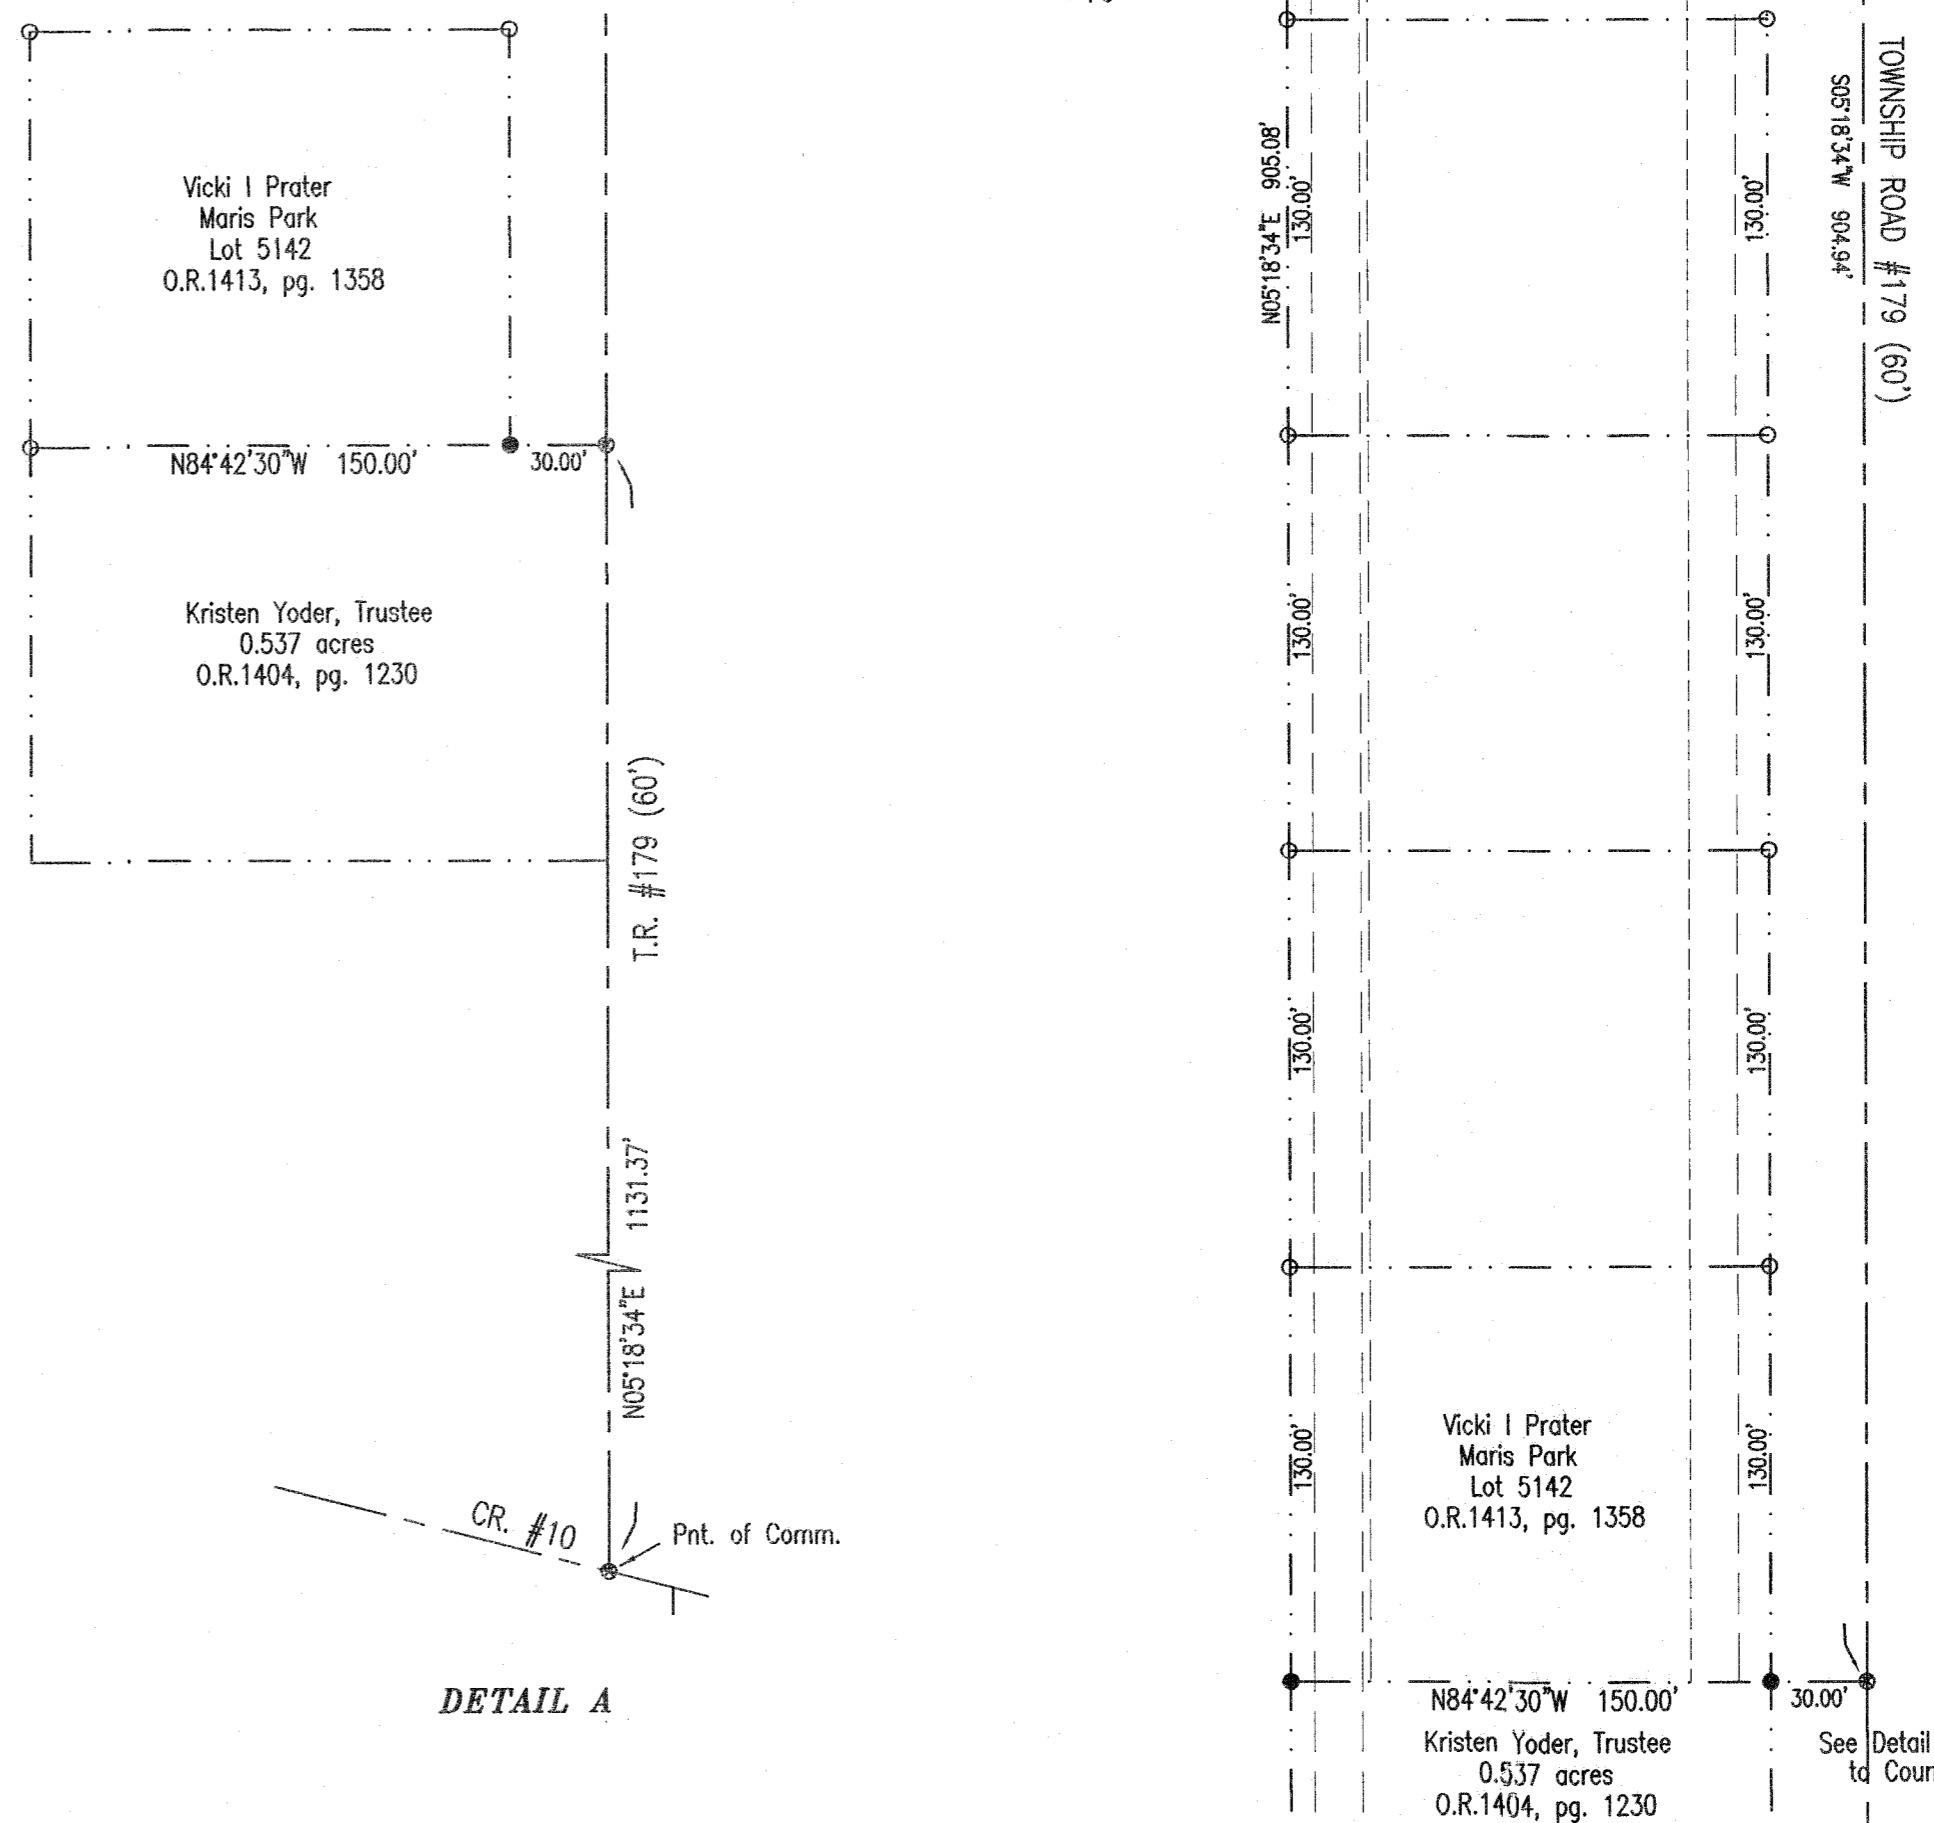 Vicki I Prater
Maris Park
Lot 5142
O.R.1413, pg. 1358
N84°42'30"W 150.00'
30.00'
Kristen Yoder, Trustee
0.537 acres
O.R.1404, pg. 1230
T.R. #179 (60')
N05°18'34"E 1131.37'
CR. #10
Pnt. of Comm.
DETAIL A
N05°18'34"E 905.08'
130.00'
130.00'
TOWNSHIP ROAD #179 (60')
S05°18'34"W 904.94'
130.00'
130.00'
130.00'
130.00'
130.00'
130.00'
Vicki I Prater
Maris Park
Lot 5142
O.R.1413, pg. 1358
N84°42'30"W 150.00'
30.00'
Kristen Yoder, Trustee
0.537 acres
O.R.1404, pg. 1230
See Detail
to